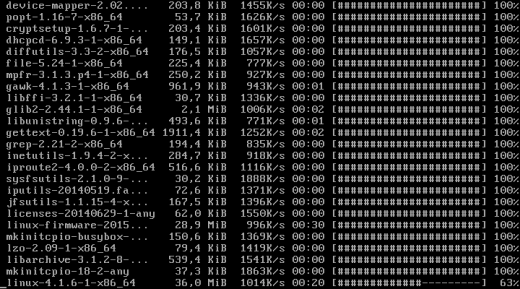 device-mapper-2.02.... 203,8 KiB 1455K/s 00:00 [######################] 100%
popt-1.16-7-x86_64 53,7 KiB 1626K/s 00:00 [######################] 100%
cryptsetup-1.6.7-1-... 203,4 KiB 1601K/s 00:00 [######################] 100%
dhcpcd-6.9.3-1-x86_64 149,1 KiB 1657K/s 00:00 [######################] 100%
diffutils-3.3-2-x86_64 176,5 KiB 1057K/s 00:00 [######################] 100%
file-5.24-1-x86_64 225,4 KiB 777K/s 00:00 [######################] 100%
mpfr-3.1.3.p4-1-x86_64 250,2 KiB 927K/s 00:00 [######################] 100%
gawk-4.1.3-1-x86_64 961,9 KiB 943K/s 00:01 [######################] 100%
libffi-3.2.1-1-x86_64 30,7 KiB 1336K/s 00:00 [######################] 100%
glib2-2.44.1-1-x86_64 2,1 MiB 1006K/s 00:02 [######################] 100%
libunistring-0.9.6-... 493,6 KiB 771K/s 00:01 [######################] 100%
gettext-0.19.6-1-x86_64 1911,4 KiB 1252K/s 00:02 [######################] 100%
grep-2.21-2-x86_64 194,4 KiB 835K/s 00:00 [######################] 100%
inetutils-1.9.4-2-x... 284,7 KiB 918K/s 00:00 [######################] 100%
iproute2-4.0.0-2-x86_64 516,6 KiB 1116K/s 00:00 [######################] 100%
sysfsutils-2.1.0-9-... 30,2 KiB 1888K/s 00:00 [######################] 100%
iputils-20140519.fa... 72,6 KiB 1371K/s 00:00 [######################] 100%
jfsutils-1.1.15-4-x... 167,5 KiB 1396K/s 00:00 [######################] 100%
licenses-20140629-1-any 62,0 KiB 1550K/s 00:00 [######################] 100%
linux-firmware-2015... 28,9 MiB 996K/s 00:30 [######################] 100%
mkinitcpio-busybox-... 150,6 KiB 1369K/s 00:00 [######################] 100%
lzo-2.09-1-x86_64 79,4 KiB 1419K/s 00:00 [######################] 100%
libarchive-3.1.2-8-... 539,4 KiB 1541K/s 00:00 [######################] 100%
mkinitcpio-18-2-any 37,3 KiB 1863K/s 00:00 [######################] 100%
linux-4.1.6-1-x86_64 36,0 MiB 1014K/s 00:20 [#############---------] 63%